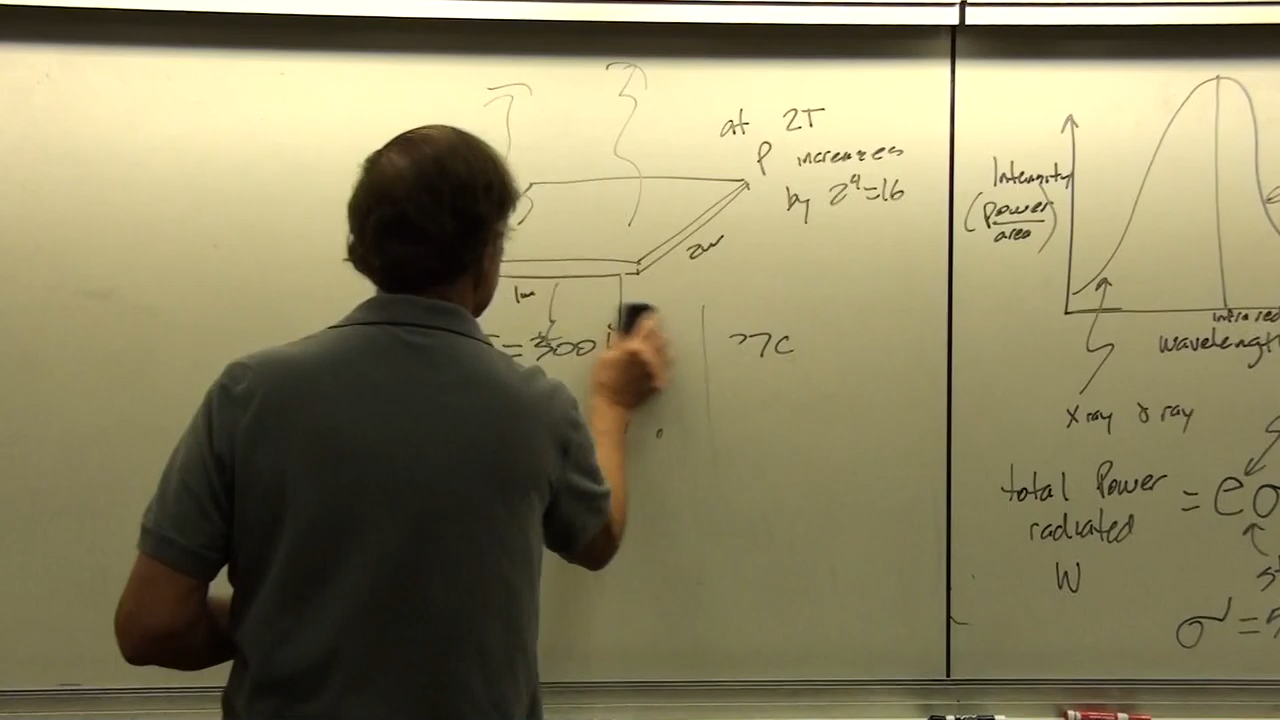 at 2T
P increases
by 2⁴=16
2m
1m
= 300
27C
Intensity
(Power/area)
infrared
wavelength
x ray γ ray
total Power = eσ
radiated
W
σ = 5